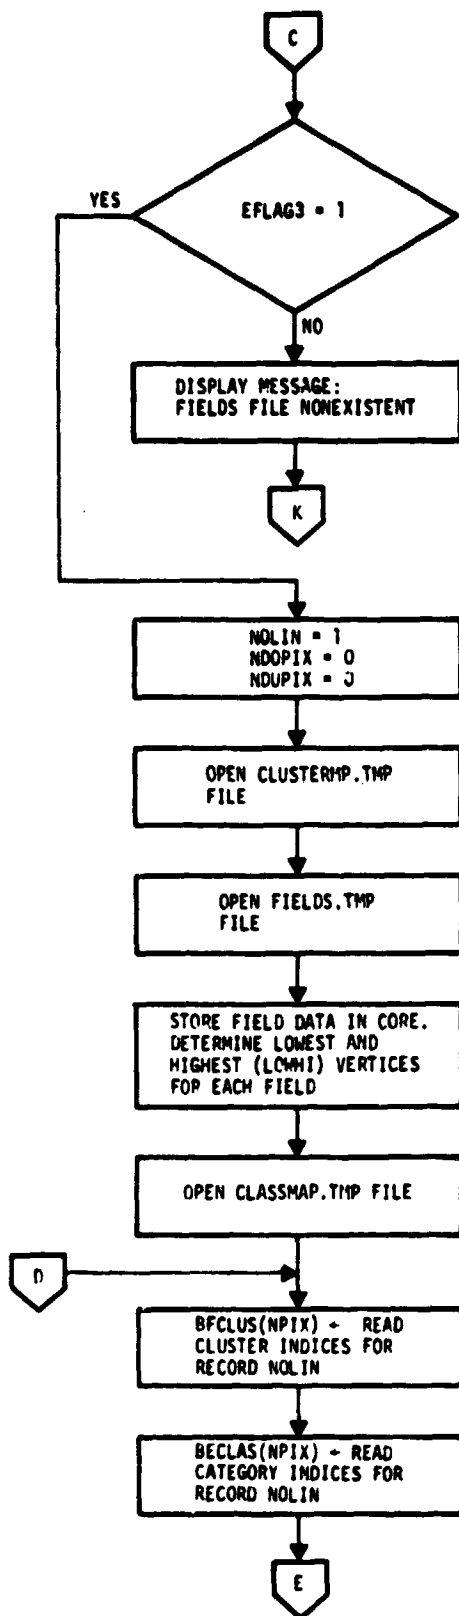 C
EFLAG3 = 1
YES
NO
DISPLAY MESSAGE:
FIELDS FILE NONEXISTENT
K
NOLIN = 1
NDOPIX = 0
NDUPIX = 0
OPEN CLUSTERMP.TMP
FILE
OPEN FIELDS.TMP
FILE
STORE FIELD DATA IN CORE.
DETERMINE LOWEST AND
HIGHEST (LOWHI) VERTICES
FOR EACH FIELD
OPEN CLASSMAP.TMP FILE
D
BFCLUS(NPIX) ← READ
CLUSTER INDICES FOR
RECORD NOLIN
BECLAS(NPIX) ← READ
CATEGORY INDICES FOR
RECORD NOLIN
E